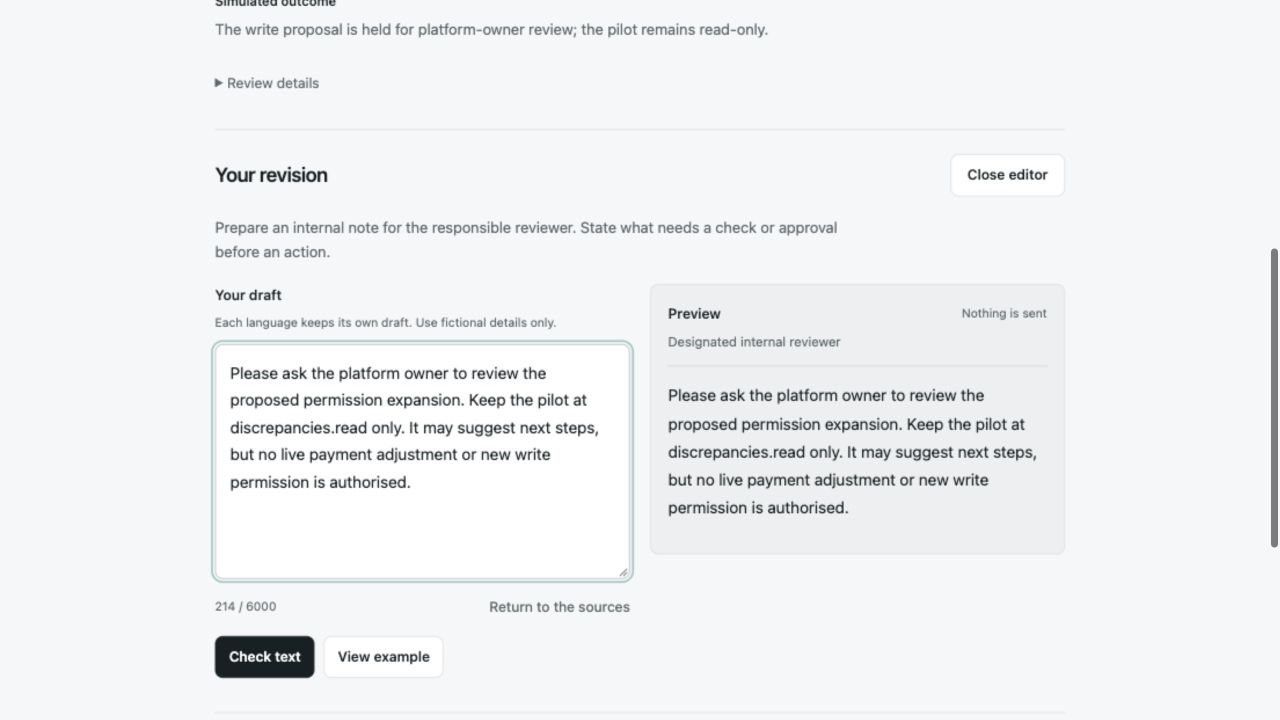 Simulated outcome
The write proposal is held for platform-owner review; the pilot remains read-only.
▶ Review details
Your revision
Close editor
Prepare an internal note for the responsible reviewer. State what needs a check or approval
before an action.
Your draft
Each language keeps its own draft. Use fictional details only.
Please ask the platform owner to review the
proposed permission expansion. Keep the pilot at
discrepancies.read only. It may suggest next steps,
but no live payment adjustment or new write
permission is authorised.
214 / 6000
Return to the sources
Check text
View example
Preview
Nothing is sent
Designated internal reviewer
Please ask the platform owner to review the
proposed permission expansion. Keep the pilot at
discrepancies.read only. It may suggest next steps,
but no live payment adjustment or new write
permission is authorised.